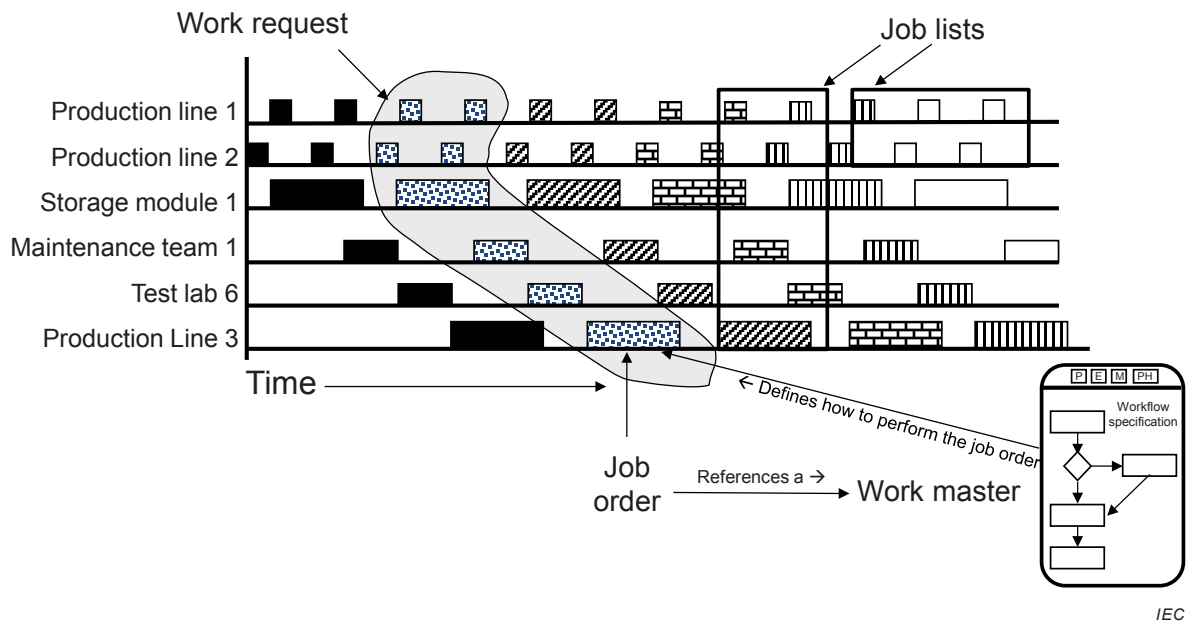 Work request
Job lists
Production line 1
Production line 2
Storage module 1
Maintenance team 1
Test lab 6
Production Line 3
Time
P E M PH
Workflow
specification
← Defines how to perform the job order
Job
order
References a →
Work master
IEC